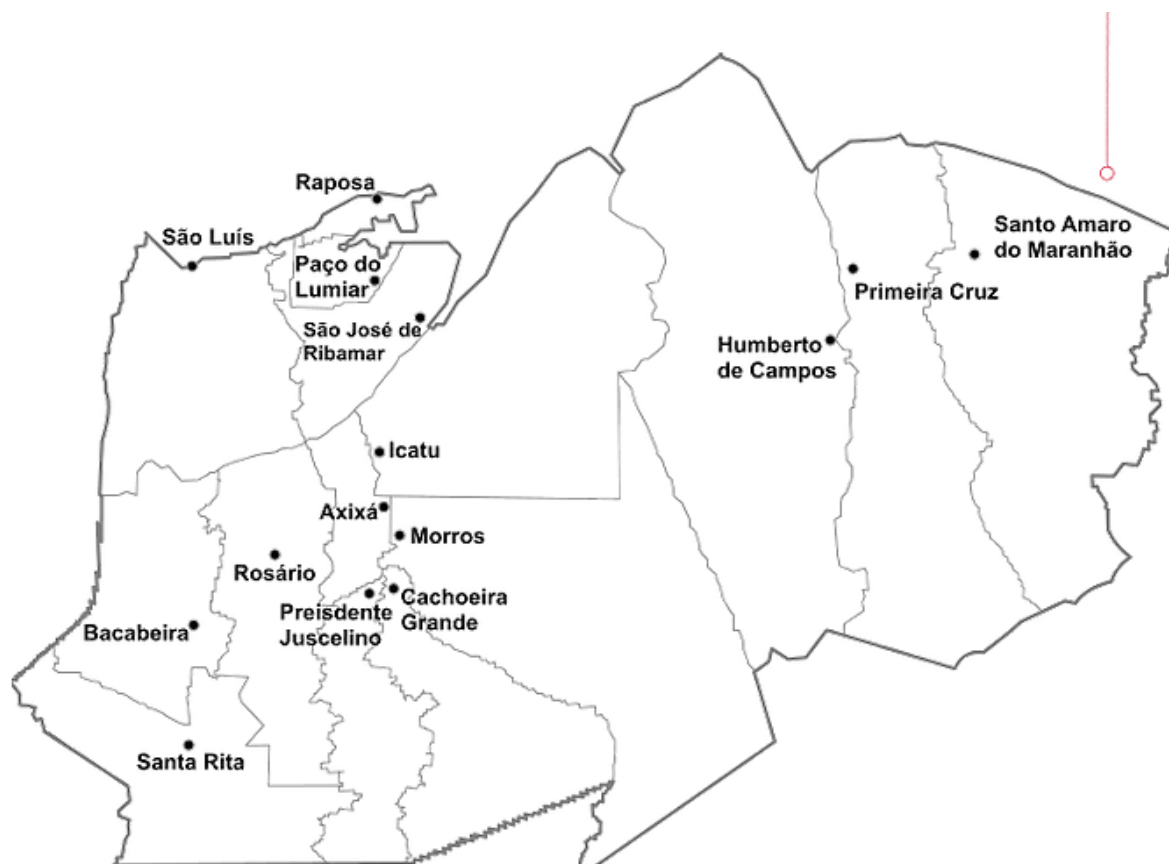 Raposa
São Luís
Santo Amaro
do Maranhão
Paço do
Lumiar
Primeira Cruz
São José de
Ribamar
Humberto
de Campos
Icatu
Axixá
Morros
Rosário
Cachoeira
Grande
Preisdente
Juscelino
Bacabeira
Santa Rita